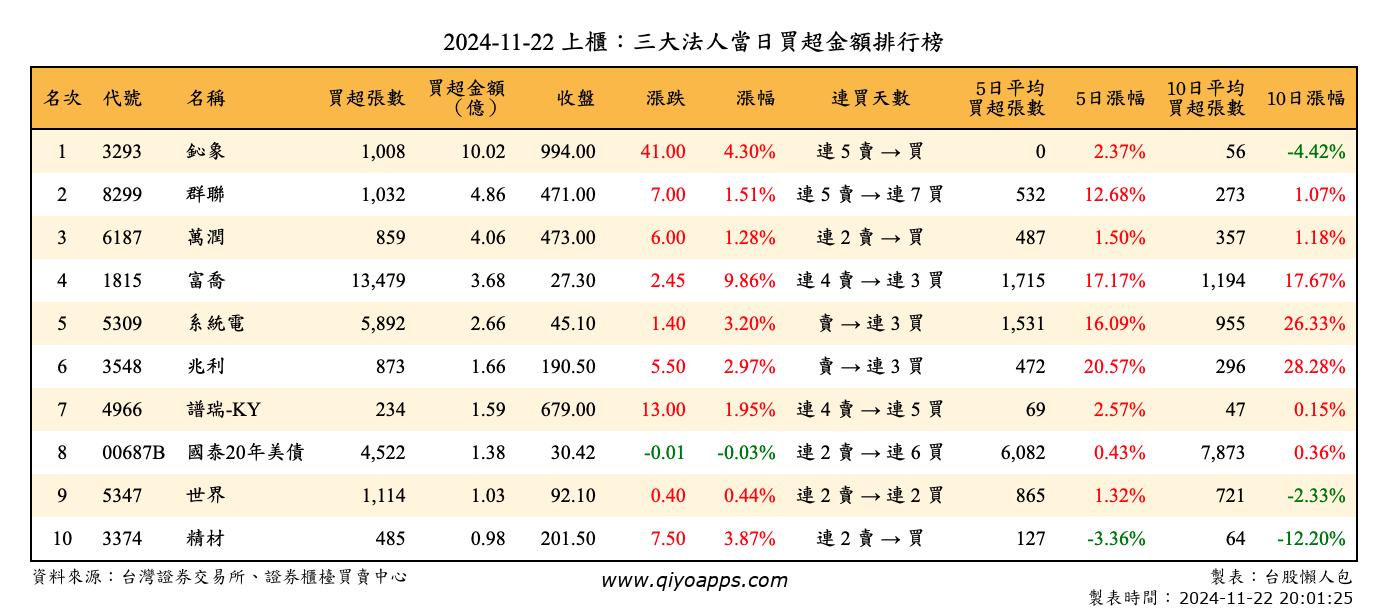 2024-11-22 上櫃：三大法人當日買超金額排行榜
名次 代號 名稱 買超張數 買超金額（億） 收盤 漲跌 漲幅 連買天數 5日平均買超張數 5日漲幅 10日平均買超張數 10日漲幅
1 3293 鈊象 1,008 10.02 994.00 41.00 4.30% 連 5 賣 → 買 0 2.37% 56 -4.42%
2 8299 群聯 1,032 4.86 471.00 7.00 1.51% 連 5 賣 → 連 7 買 532 12.68% 273 1.07%
3 6187 萬潤 859 4.06 473.00 6.00 1.28% 連 2 賣 → 買 487 1.50% 357 1.18%
4 1815 富喬 13,479 3.68 27.30 2.45 9.86% 連 4 賣 → 連 3 買 1,715 17.17% 1,194 17.67%
5 5309 系統電 5,892 2.66 45.10 1.40 3.20% 賣 → 連 3 買 1,531 16.09% 955 26.33%
6 3548 兆利 873 1.66 190.50 5.50 2.97% 賣 → 連 3 買 472 20.57% 296 28.28%
7 4966 譜瑞-KY 234 1.59 679.00 13.00 1.95% 連 4 賣 → 連 5 買 69 2.57% 47 0.15%
8 00687B 國泰20年美債 4,522 1.38 30.42 -0.01 -0.03% 連 2 賣 → 連 6 買 6,082 0.43% 7,873 0.36%
9 5347 世界 1,114 1.03 92.10 0.40 0.44% 連 2 賣 → 連 2 買 865 1.32% 721 -2.33%
10 3374 精材 485 0.98 201.50 7.50 3.87% 連 2 賣 → 買 127 -3.36% 64 -12.20%
資料來源：台灣證券交易所、證券櫃檯買賣中心 www.qiyoapps.com 製表：台股懶人包
製表時間：2024-11-22 20:01:25